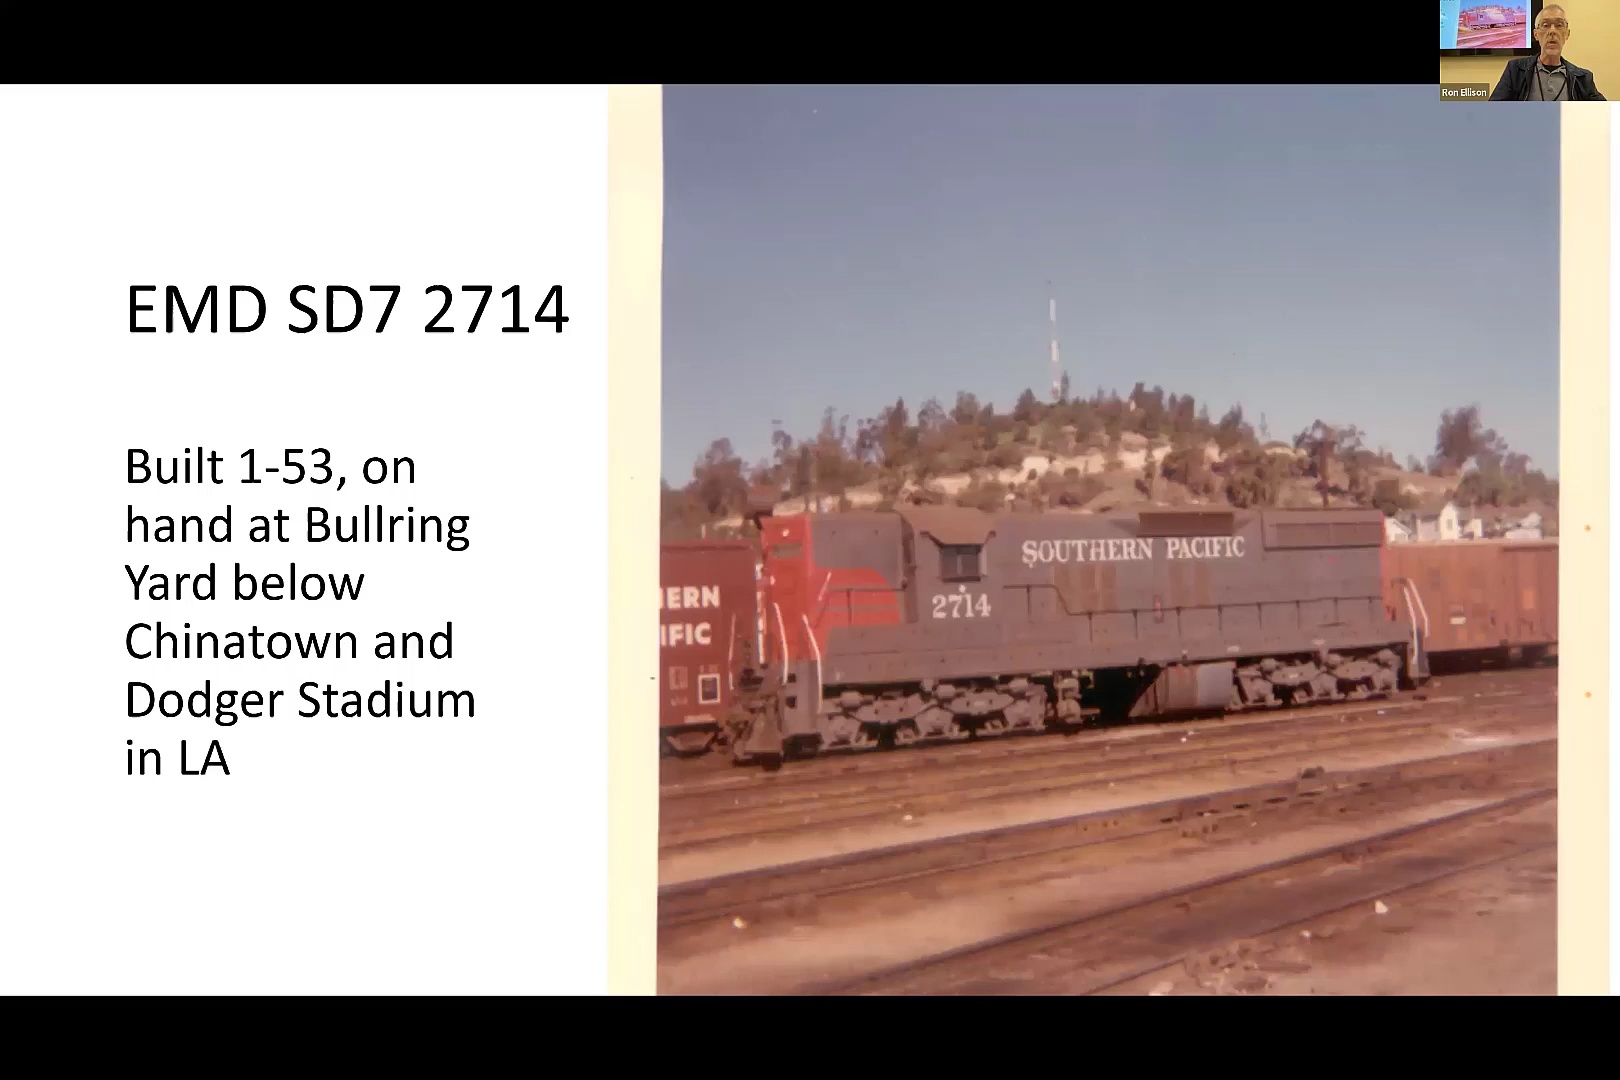 Ron Ellison
EMD SD7 2714
Built 1-53, on
hand at Bullring
Yard below
Chinatown and
Dodger Stadium
in LA
SOUTHERN PACIFIC
2714
ERN
IFIC